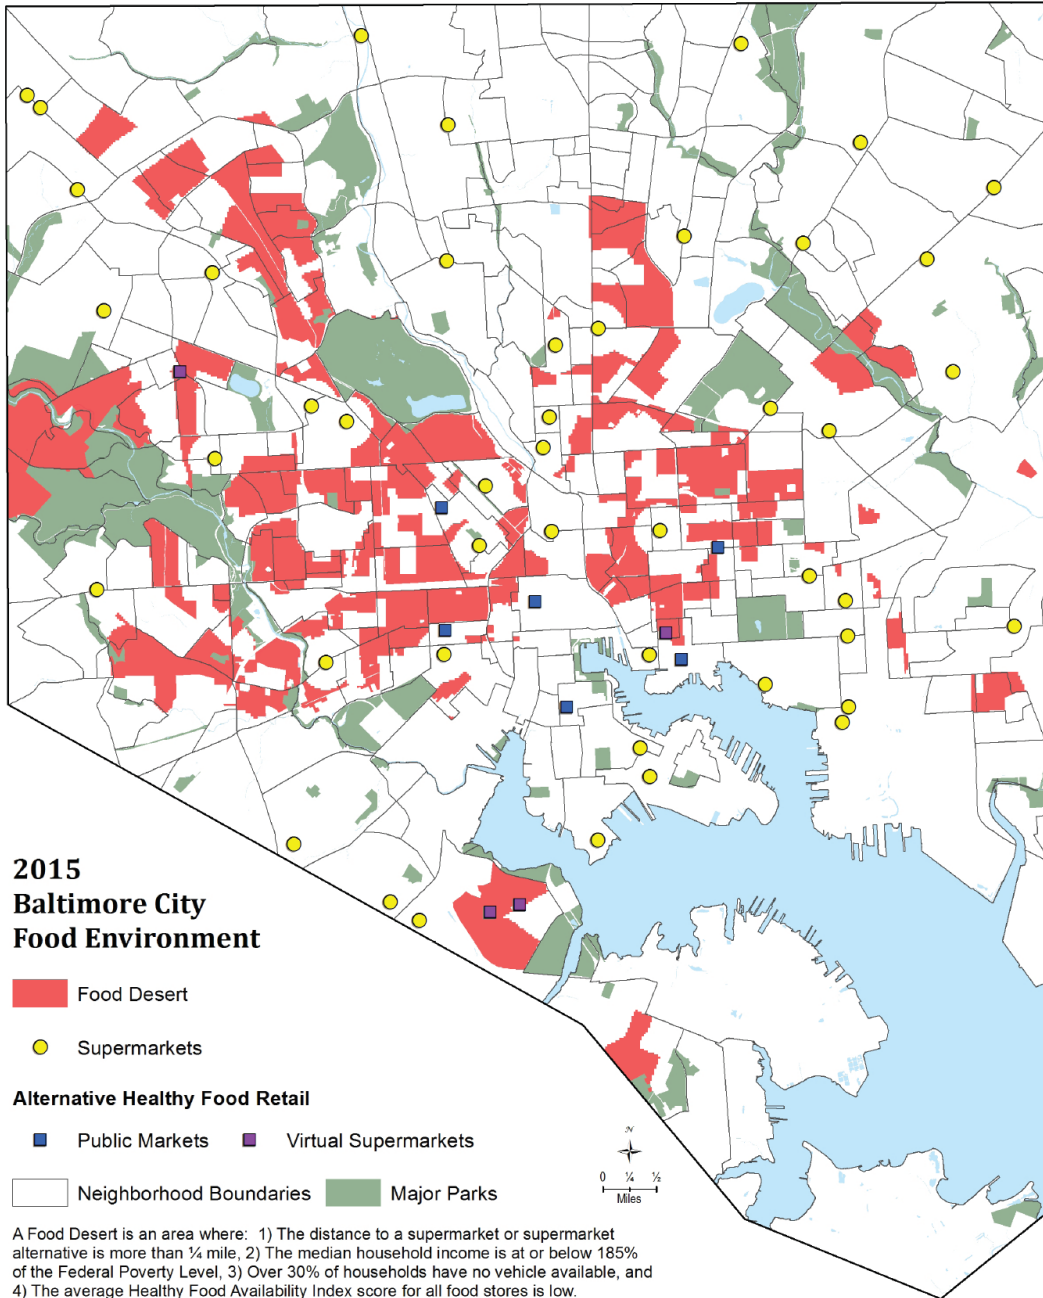 2015
Baltimore City
Food Environment
Food Desert
Supermarkets
Alternative Healthy Food Retail
Public Markets
Virtual Supermarkets
Neighborhood Boundaries
Major Parks
N
0 ¼ ½
Miles
A Food Desert is an area where: 1) The distance to a supermarket or supermarket
alternative is more than ¼ mile, 2) The median household income is at or below 185%
of the Federal Poverty Level, 3) Over 30% of households have no vehicle available, and
4) The average Healthy Food Availability Index score for all food stores is low.